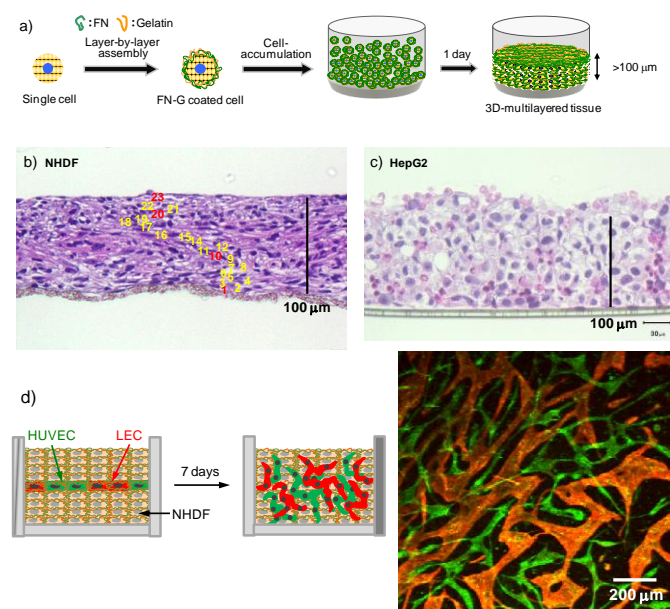 a)
:FN :Gelatin
Layer-by-layer
assembly
Cell-
accumulation
1 day
>100 μm
Single cell
FN-G coated cell
3D-multilayered tissue
b) NHDF
23
22
21
20
19
18
17
16
15
14
12
11
10
9
8
7
6
5
4
3
2
1
100 μm
c) HepG2
100 μm
30μm
d)
HUVEC
LEC
7 days
NHDF
200 μm